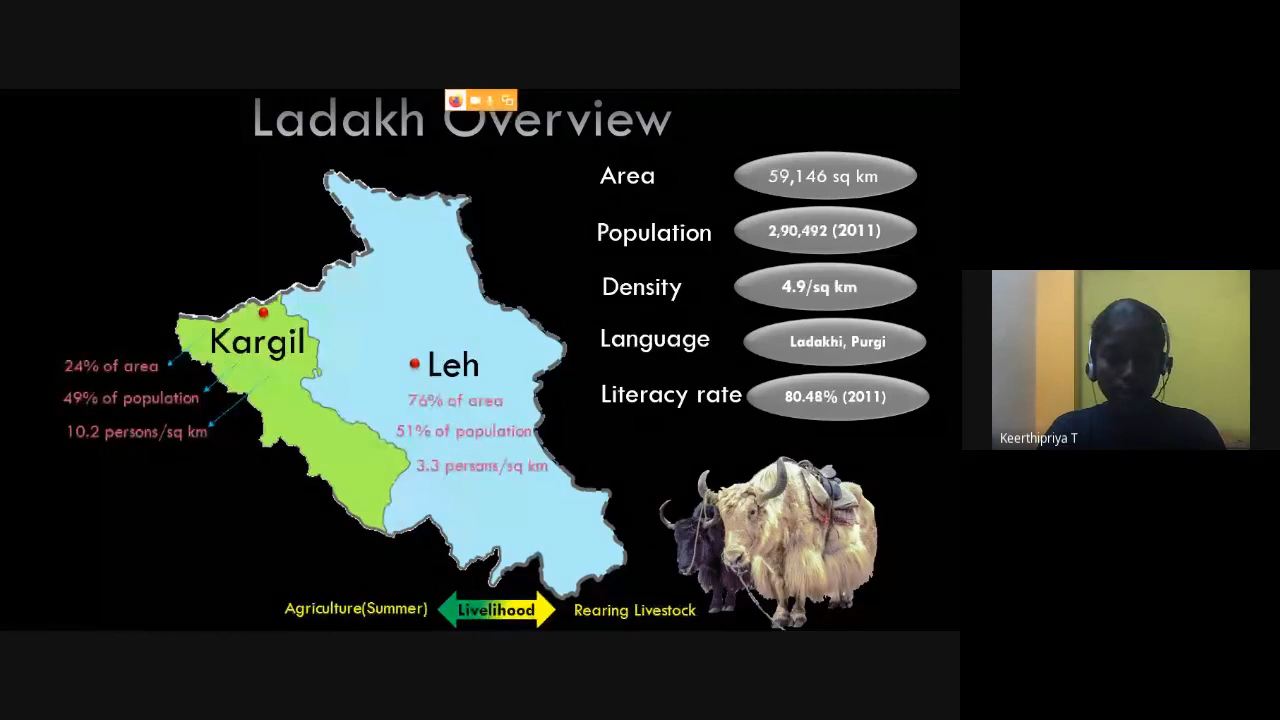 Ladakh Overview
Area 59,146 sq km
Population 2,90,492 (2011)
Density 4.9/sq km
Language Ladakhi, Purgi
Literacy rate 80.48% (2011)
Kargil
24% of area
49% of population
10.2 persons/sq km
Leh
76% of area
51% of population
3.3 persons/sq km
Agriculture(Summer) Livelihood Rearing Livestock
Keerthipriya T